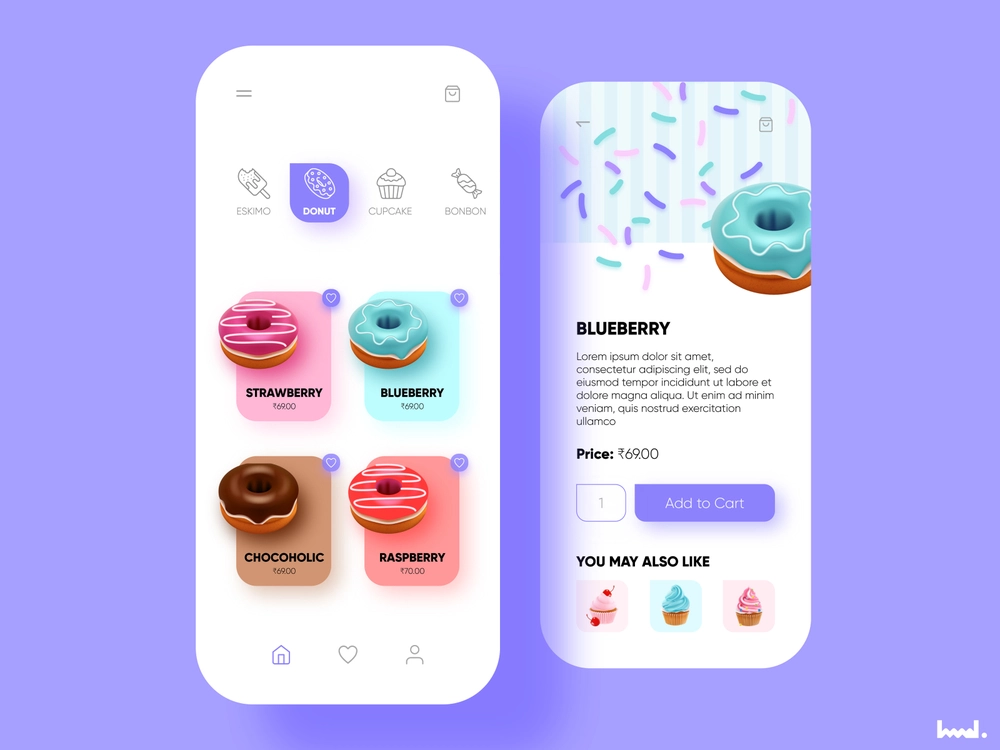 ESKIMO
DONUT
CUPCAKE
BONBON
STRAWBERRY
₹69.00
BLUEBERRY
₹69.00
CHOCOHOLIC
₹69.00
RASPBERRY
₹70.00
BLUEBERRY
Lorem ipsum dolor sit amet,
consectetur adipiscing elit, sed do
eiusmod tempor incididunt ut labore et
dolore magna aliqua. Ut enim ad minim
veniam, quis nostrud exercitation
ullamco
Price: ₹69.00
1
Add to Cart
YOU MAY ALSO LIKE